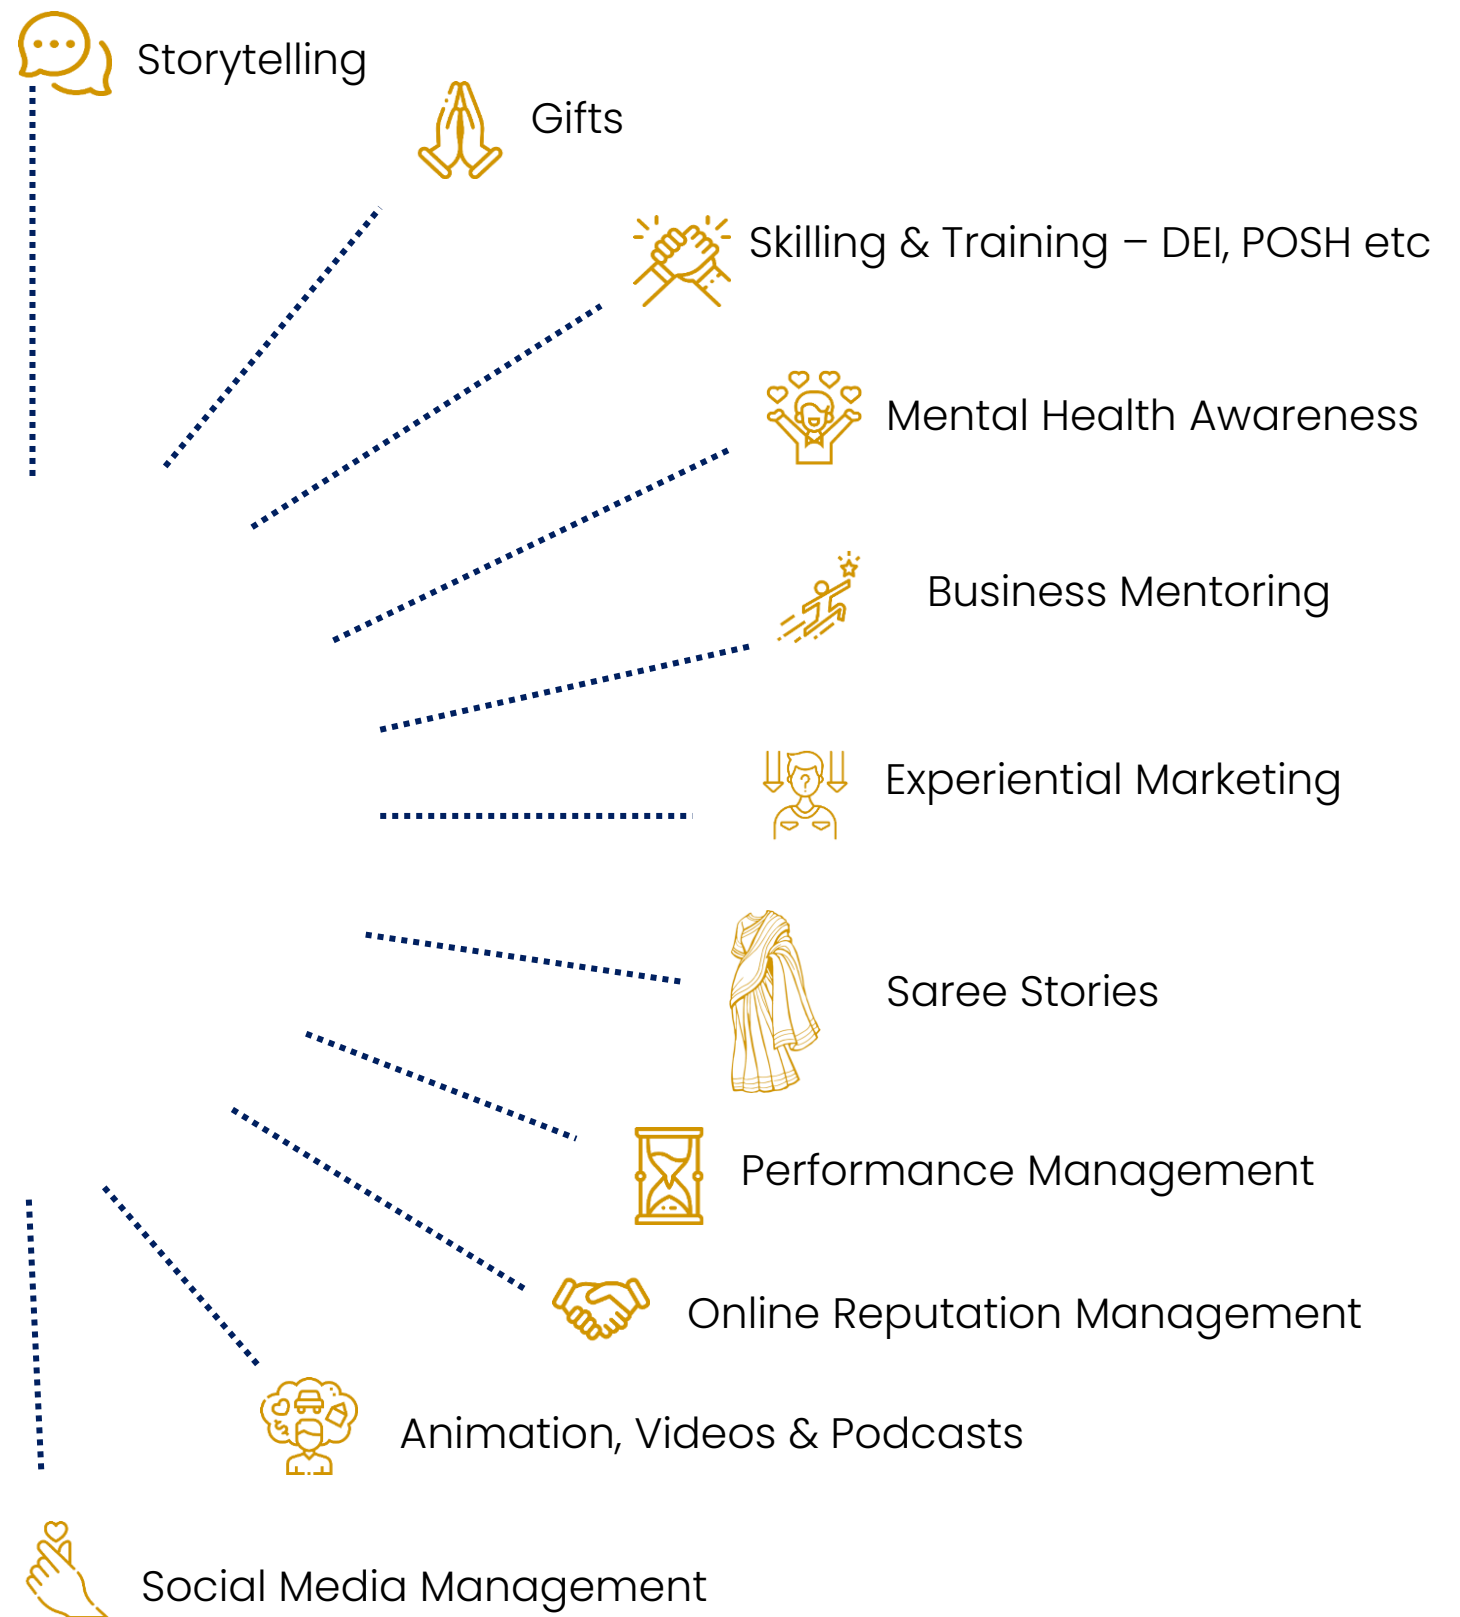 Storytelling
Gifts
Skilling & Training – DEI, POSH etc
Mental Health Awareness
Business Mentoring
Experiential Marketing
Saree Stories
Performance Management
Online Reputation Management
Animation, Videos & Podcasts
Social Media Management